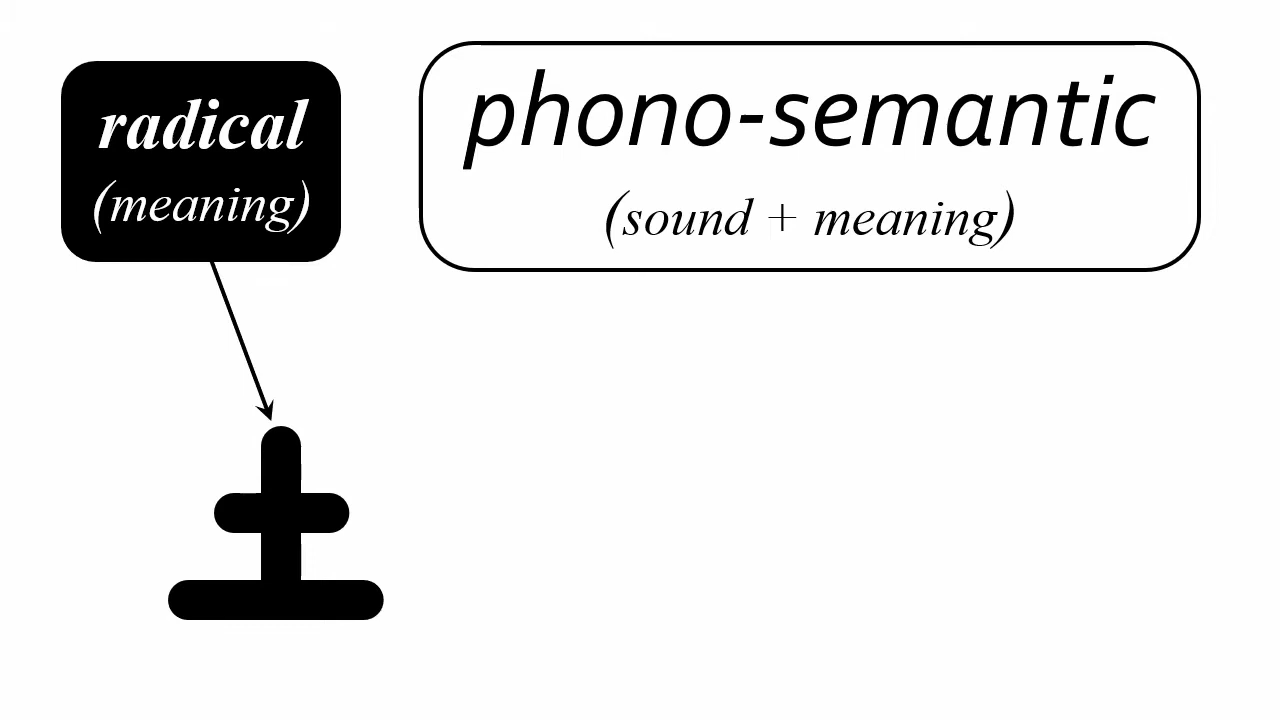 radical
(meaning)
phono-semantic
(sound + meaning)
土